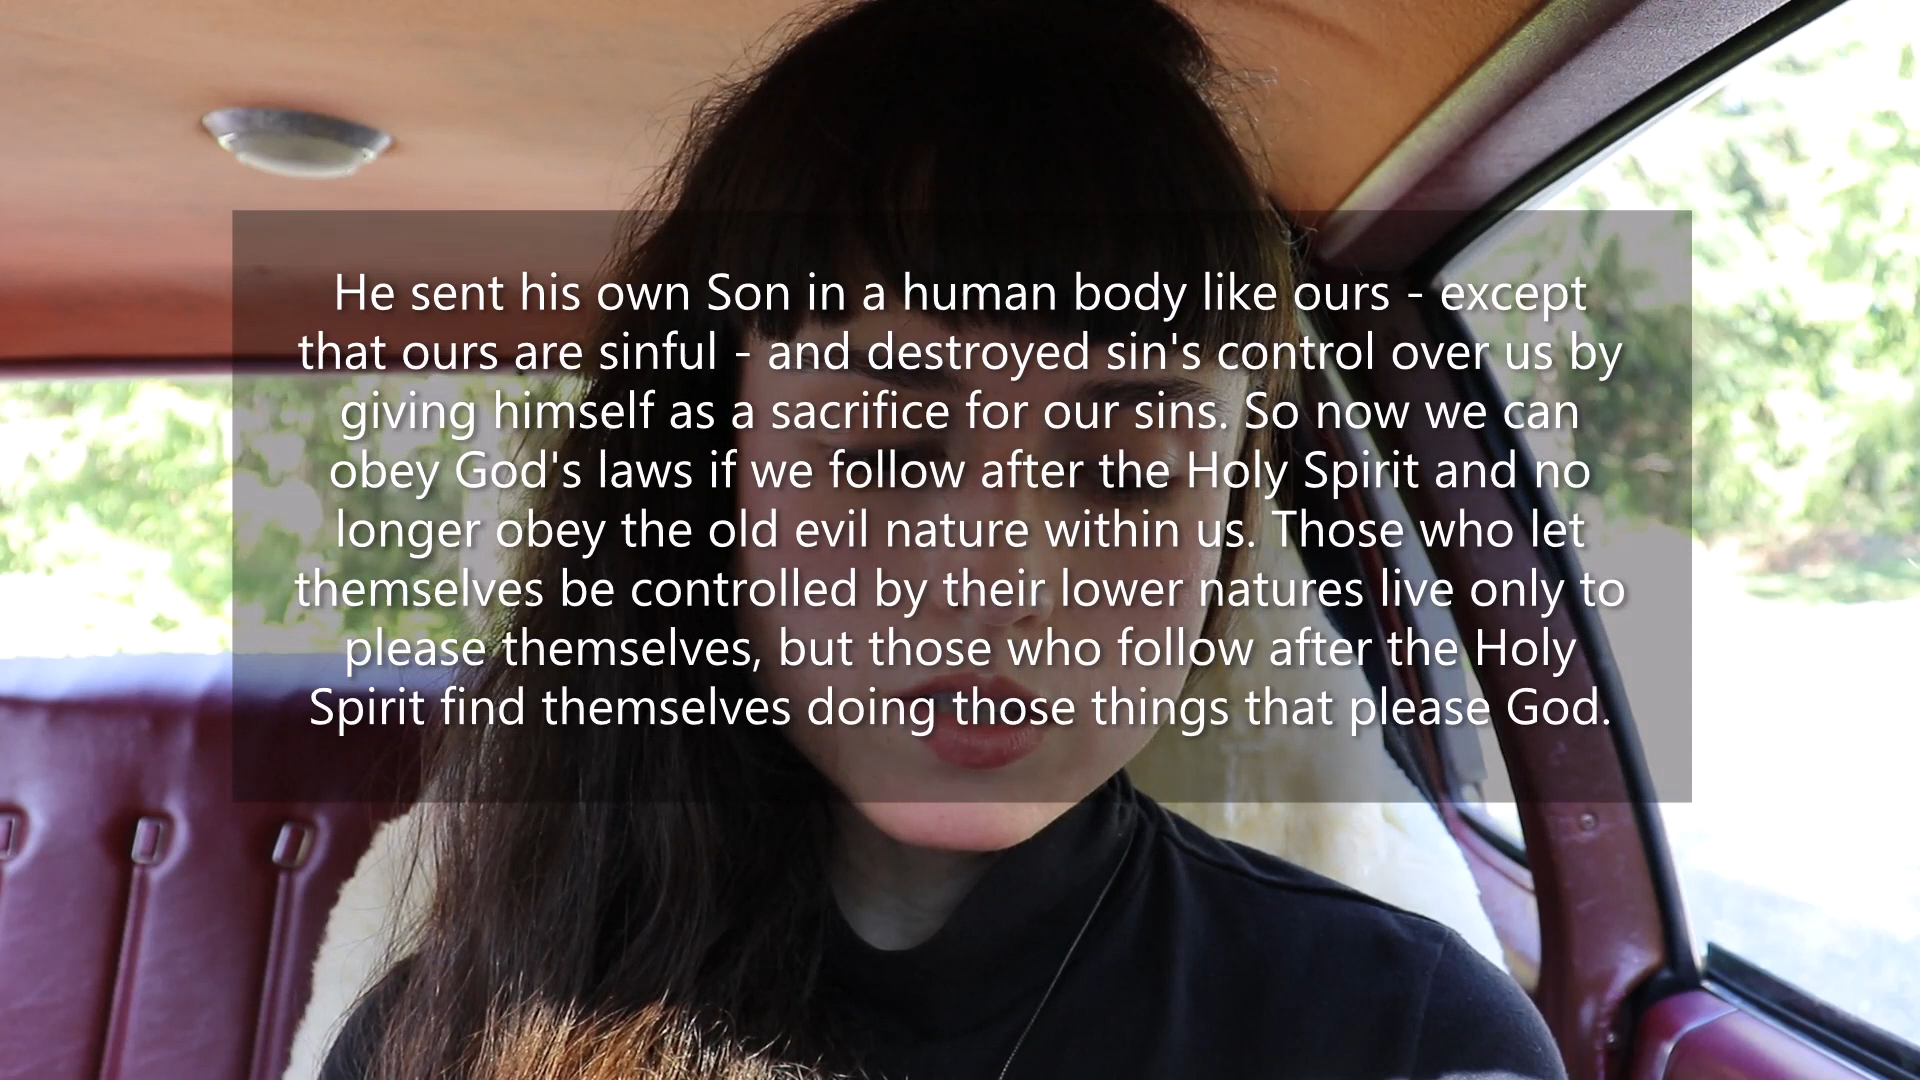 He sent his own Son in a human body like ours - except
that ours are sinful - and destroyed sin's control over us by
giving himself as a sacrifice for our sins. So now we can
obey God's laws if we follow after the Holy Spirit and no
longer obey the old evil nature within us. Those who let
themselves be controlled by their lower natures live only to
please themselves, but those who follow after the Holy
Spirit find themselves doing those things that please God.